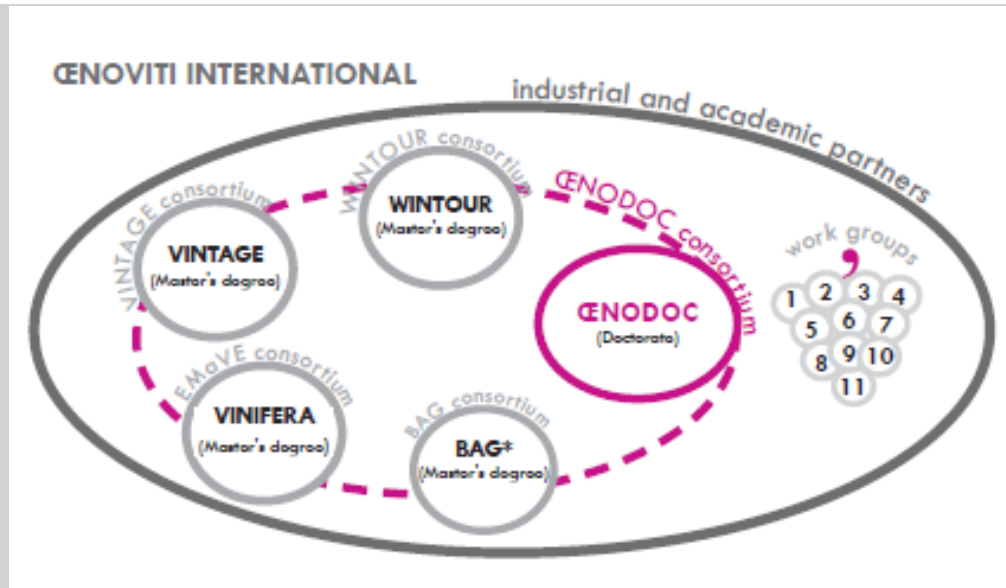 ŒNOVITI INTERNATIONAL
industrial and academic partners
WINTOUR consortium
WINTOUR
(Master's degree)
ŒNODOC consortium
VINTAGE consortium
VINTAGE
(Master's degree)
work groups
1 2 3 4
5 6 7
8 9 10
11
ŒNODOC
(Doctorate)
EMaVE consortium
VINIFERA
(Master's degree)
BAG consortium
BAG*
(Master's degree)